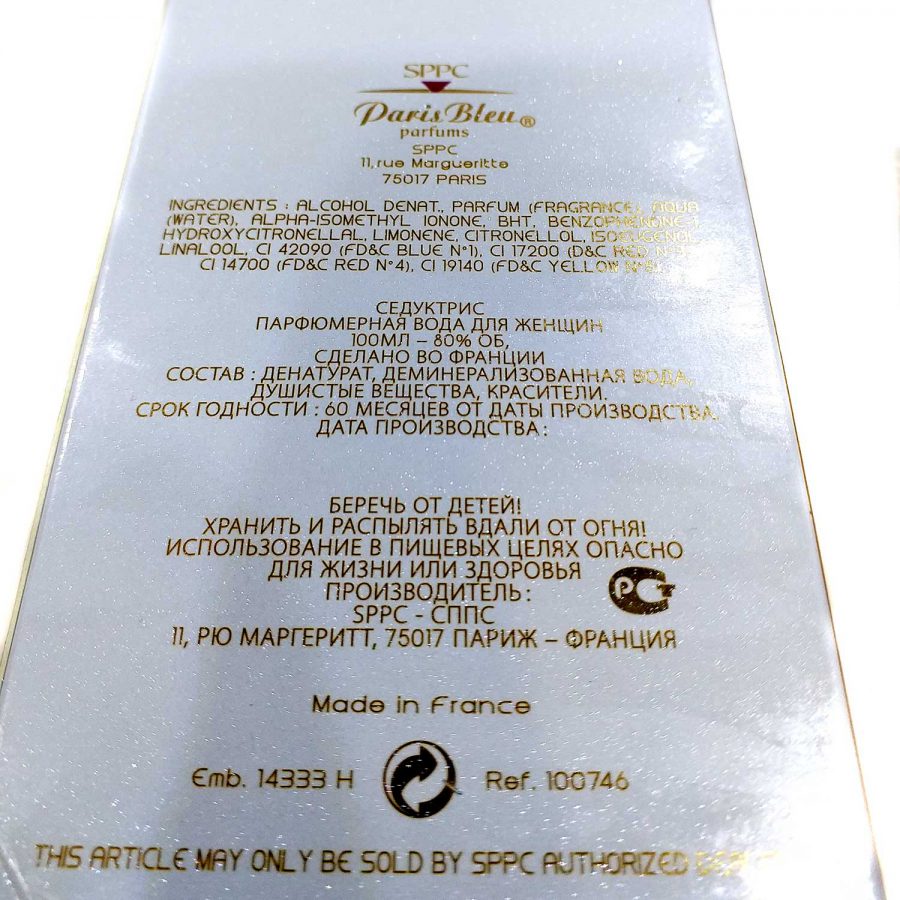 SPPC
Paris Bleu®
parfums
SPPC
11, rue Margueritte
75017 PARIS
INGREDIENTS : ALCOHOL DENAT., PARFUM (FRAGRANCE), AQUA
(WATER), ALPHA-ISOMETHYL IONONE, BHT, BENZOPHENONE-
HYDROXYCITRONELLAL, LIMONENE, CITRONELLOL, ISOEUGENOL,
LINALOOL, CI 42090 (FD&C BLUE N°1), CI 17200 (D&C RED
CI 14700 (FD&C RED N°4), CI 19140 (FD&C YELLOW
СЕДУКТРИС
ПАРФЮМЕРНАЯ ВОДА ДЛЯ ЖЕНЩИН
100МЛ – 80% ОБ,
СДЕЛАНО ВО ФРАНЦИИ
СОСТАВ : ДЕНАТУРАТ, ДЕМИНЕРАЛИЗОВАННАЯ ВОДА,
ДУШИСТЫЕ ВЕЩЕСТВА, КРАСИТЕЛИ.
СРОК ГОДНОСТИ : 60 МЕСЯЦЕВ ОТ ДАТЫ ПРОИЗВОДСТВА.
ДАТА ПРОИЗВОДСТВА :
БЕРЕЧЬ ОТ ДЕТЕЙ!
ХРАНИТЬ И РАСПЫЛЯТЬ ВДАЛИ ОТ ОГНЯ!
ИСПОЛЬЗОВАНИЕ В ПИЩЕВЫХ ЦЕЛЯХ ОПАСНО
ДЛЯ ЖИЗНИ ИЛИ ЗДОРОВЬЯ
ПРОИЗВОДИТЕЛЬ :
SPPC - СППС
11, РЮ МАРГЕРИТТ, 75017 ПАРИЖ – ФРАНЦИЯ
Made in France
Emb. 14333 H Ref. 100746
THIS ARTICLE MAY ONLY BE SOLD BY SPPC AUTHORIZED